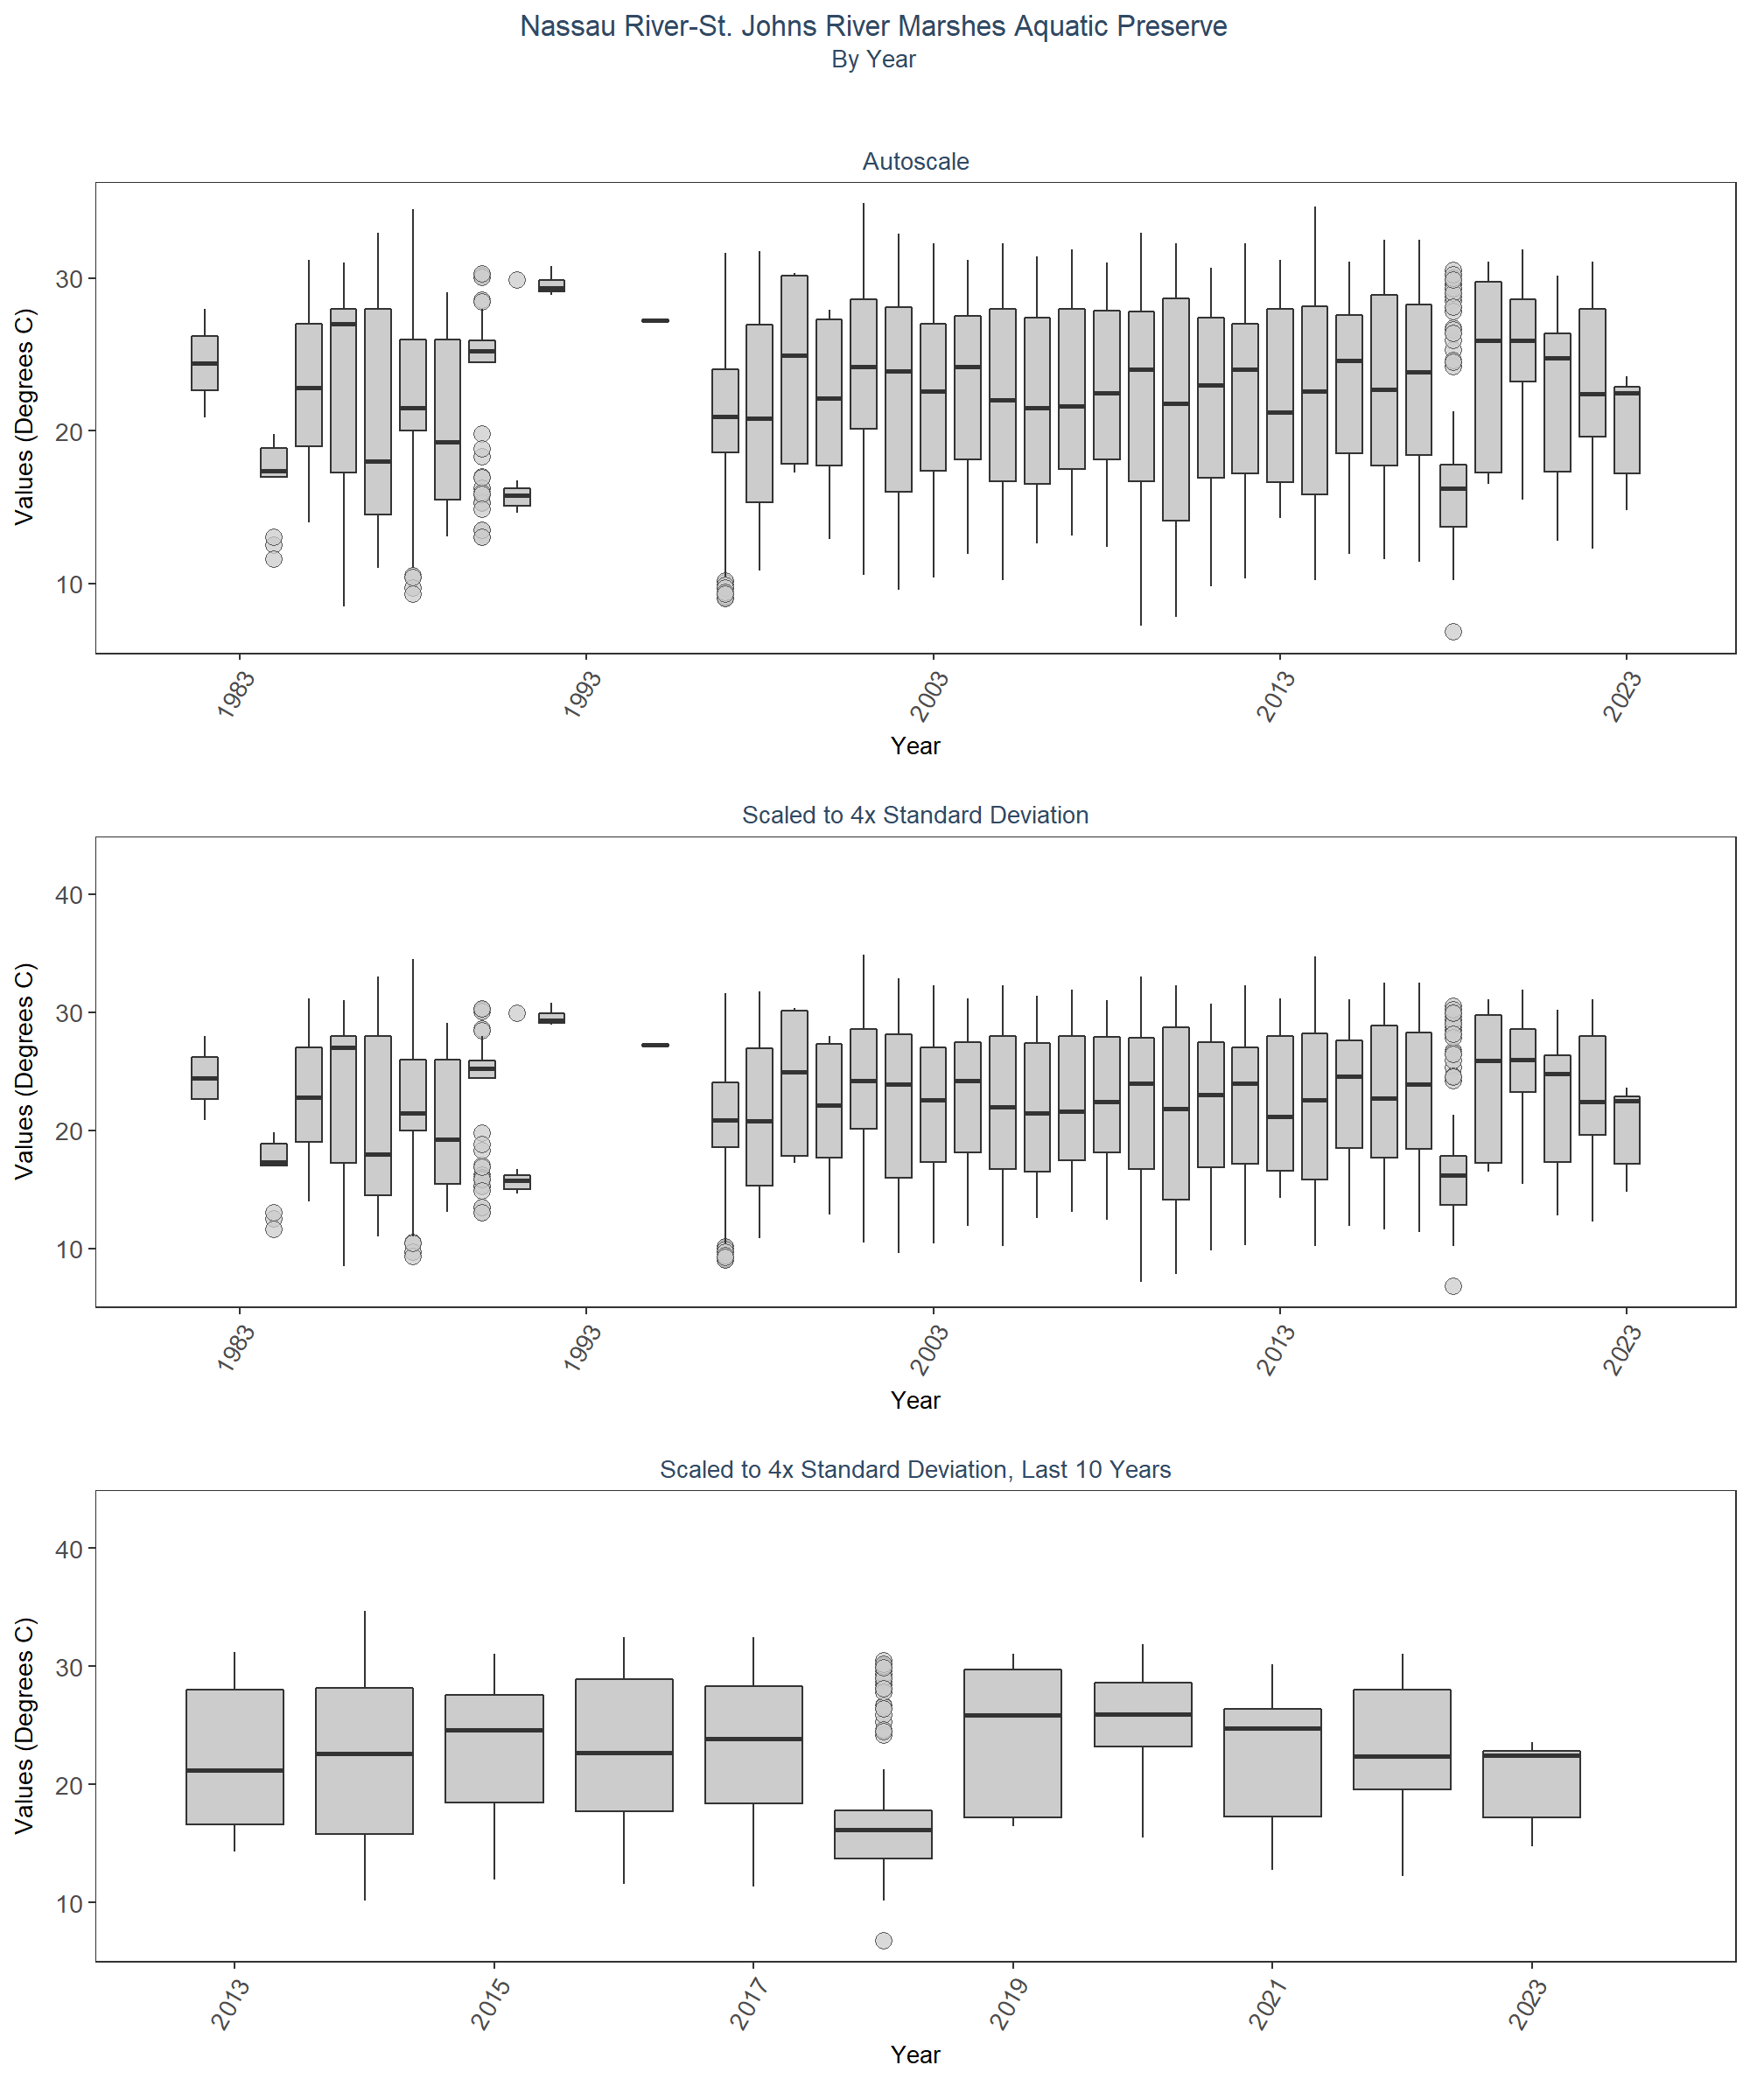 Nassau River-St. Johns River Marshes Aquatic Preserve
By Year
Autoscale
Values (Degrees C)
30
20
10
1983
1993
2003
2013
2023
Year
Scaled to 4x Standard Deviation
Values (Degrees C)
40
30
20
10
1983
1993
2003
2013
2023
Year
Scaled to 4x Standard Deviation, Last 10 Years
Values (Degrees C)
40
30
20
10
2013
2015
2017
2019
2021
2023
Year